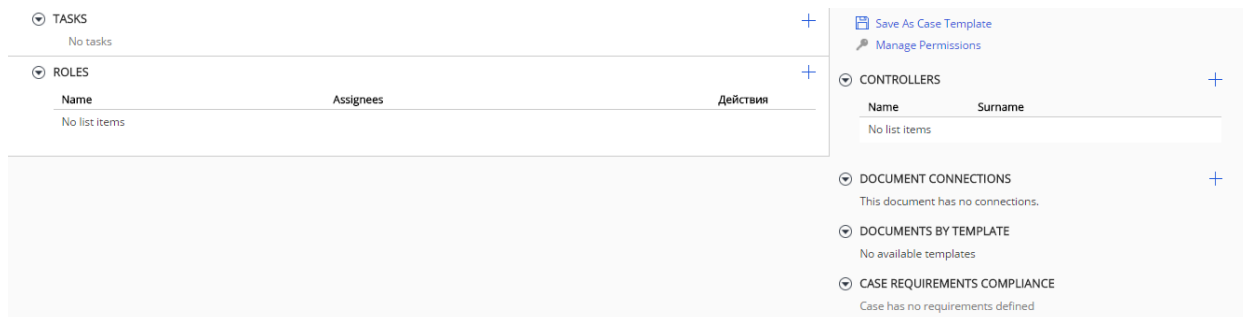 TASKS
No tasks
ROLES
Name Assignees Действия
No list items
Save As Case Template
Manage Permissions
CONTROLLERS
Name Surname
No list items
DOCUMENT CONNECTIONS
This document has no connections.
DOCUMENTS BY TEMPLATE
No available templates
CASE REQUIREMENTS COMPLIANCE
Case has no requirements defined